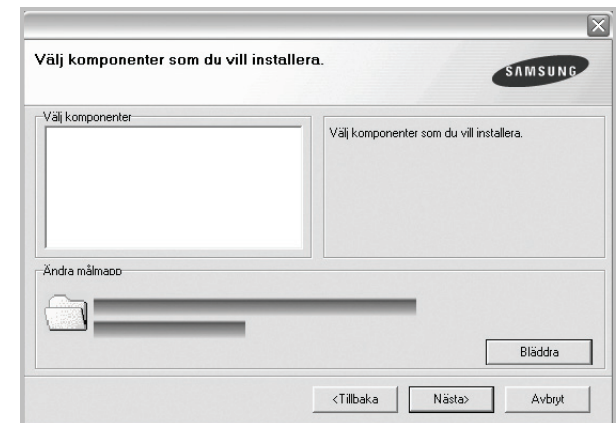 Välj komponenter som du vill installera.
SAMSUNG
Välj komponenter
Välj komponenter som du vill installera.
Ändra målmapp
Bläddra
<Tillbaka
Nästa>
Avbryt